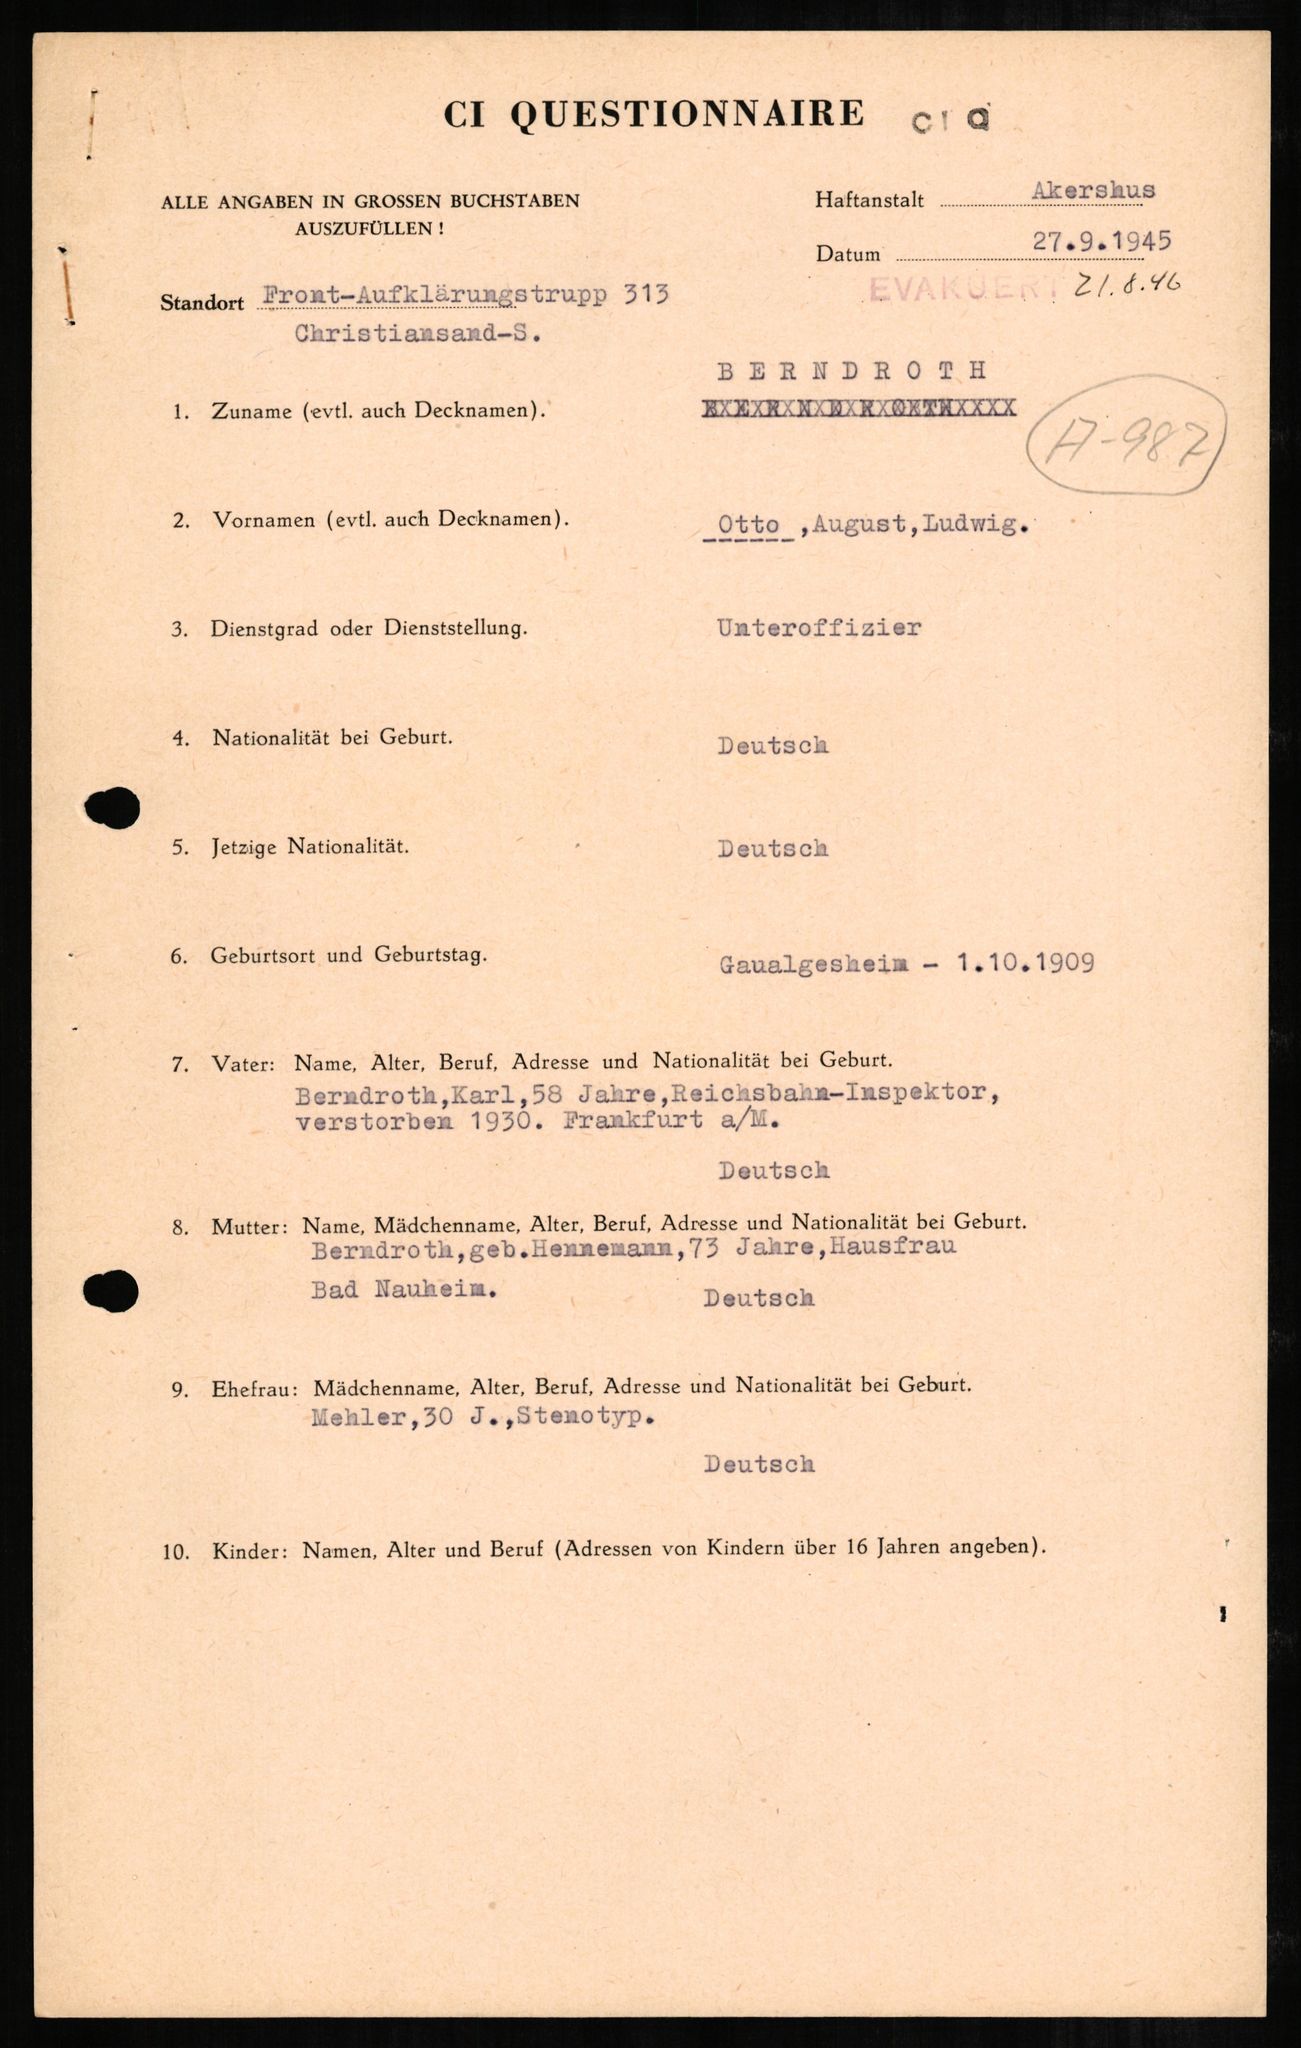 CI QUESTIONNAIRE CIQ
ALLE ANGABEN IN GROSSEN BUCHSTABEN
AUSZUFÜLLEN !
Haftanstalt Akershus
Datum 27.9.1945
EVAKUERT 21.8.46
Standort Front-Aufklärungstrupp 313
Christiansand-S.
B E R N D R O T H
1. Zuname (evtl. auch Decknamen).
A-987
2. Vornamen (evtl. auch Decknamen). Otto ,August,Ludwig.
3. Dienstgrad oder Dienststellung. Unteroffizier
4. Nationalität bei Geburt. Deutsch
5. Jetzige Nationalität. Deutsch
6. Geburtsort und Geburtstag. Gaualgesheim - 1.10.1909
7. Vater: Name, Alter, Beruf, Adresse und Nationalität bei Geburt.
Berndroth,Karl,58 Jahre,Reichsbahn-Inspektor,
verstorben 1930. Frankfurt a/M.
Deutsch
8. Mutter: Name, Mädchenname, Alter, Beruf, Adresse und Nationalität bei Geburt.
Berndroth,geb.Hennemann,73 Jahre,Hausfrau
Bad Nauheim. Deutsch
9. Ehefrau: Mädchenname, Alter, Beruf, Adresse und Nationalität bei Geburt.
Mehler,30 J.,Stenotyp.
Deutsch
10. Kinder: Namen, Alter und Beruf (Adressen von Kindern über 16 Jahren angeben).